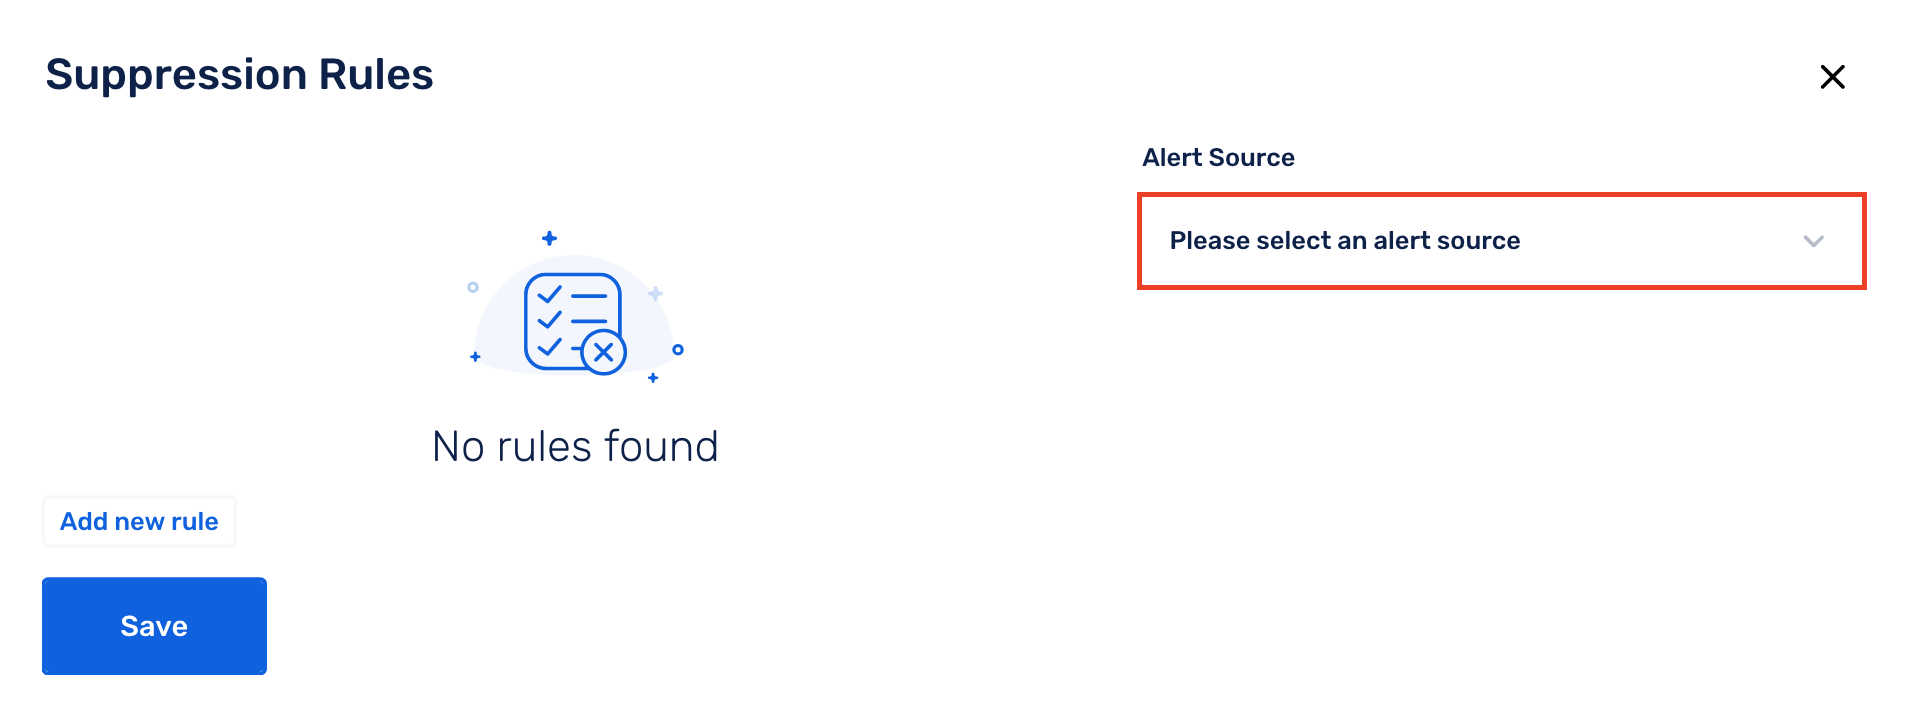 Suppression Rules
Alert Source
Please select an alert source
No rules found
Add new rule
Save